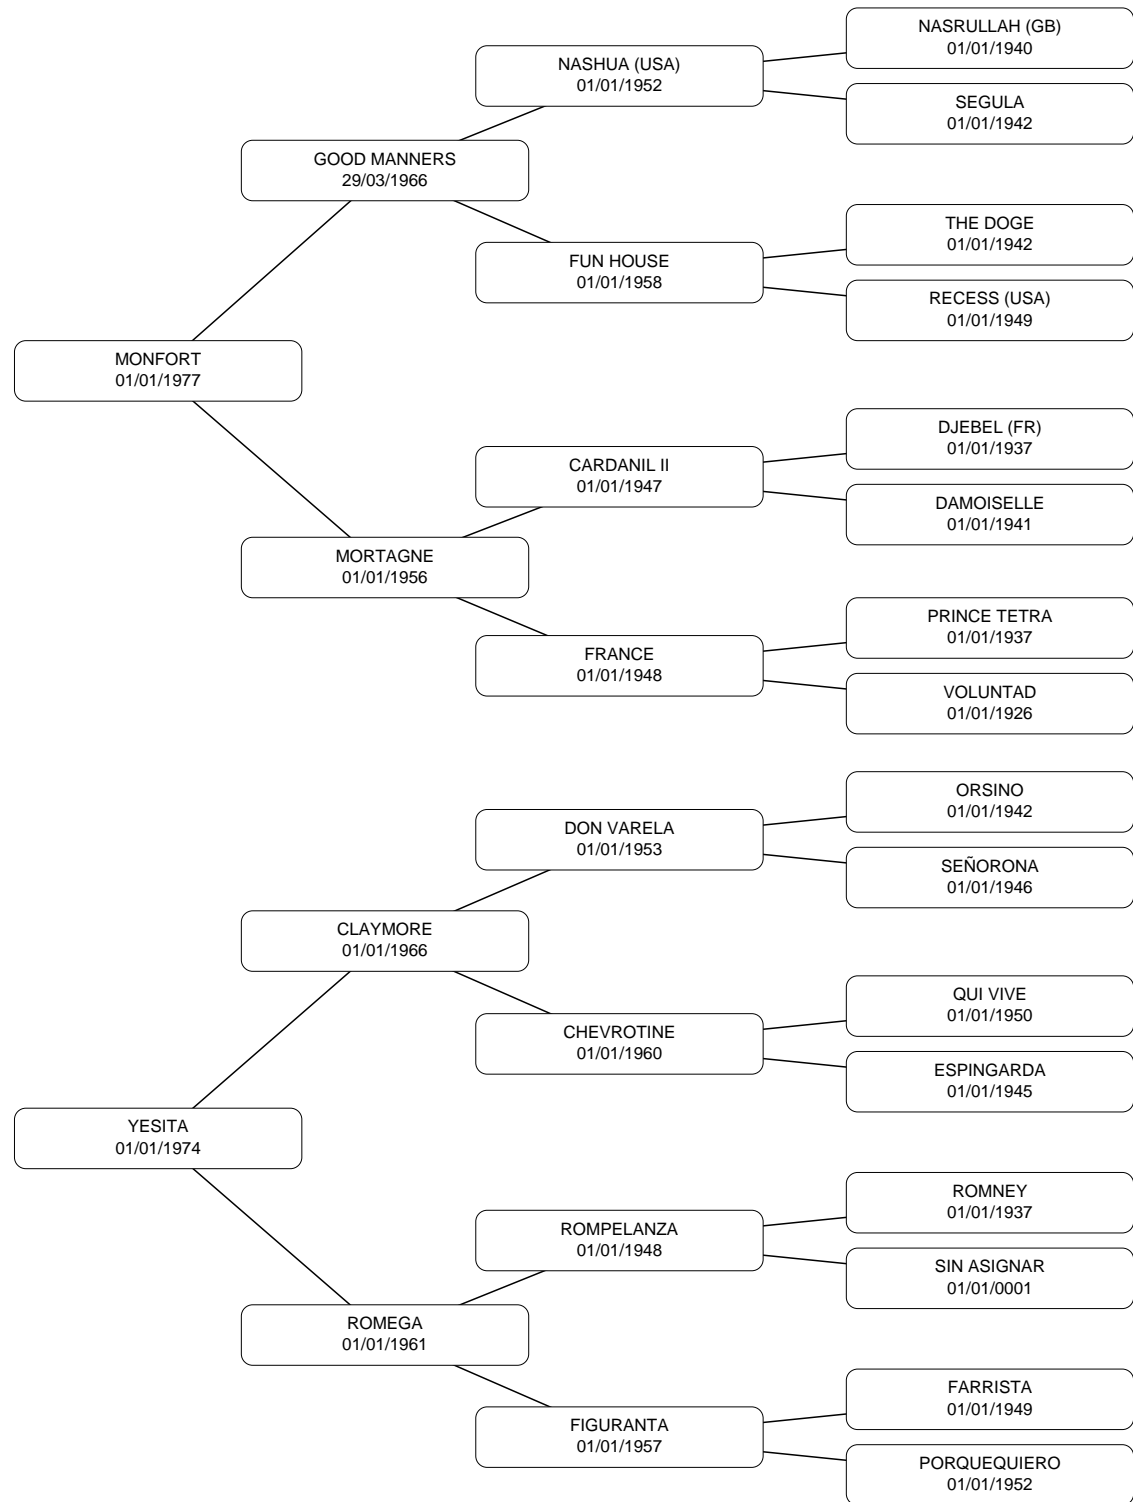 NASRULLAH (GB)
01/01/1940
NASHUA (USA)
01/01/1952
SEGULA
01/01/1942
GOOD MANNERS
29/03/1966
THE DOGE
01/01/1942
FUN HOUSE
01/01/1958
RECESS (USA)
01/01/1949
MONFORT
01/01/1977
DJEBEL (FR)
01/01/1937
CARDANIL II
01/01/1947
DAMOISELLE
01/01/1941
MORTAGNE
01/01/1956
PRINCE TETRA
01/01/1937
FRANCE
01/01/1948
VOLUNTAD
01/01/1926
ORSINO
01/01/1942
DON VARELA
01/01/1953
SEÑORONA
01/01/1946
CLAYMORE
01/01/1966
QUI VIVE
01/01/1950
CHEVROTINE
01/01/1960
ESPINGARDA
01/01/1945
YESITA
01/01/1974
ROMNEY
01/01/1937
ROMPELANZA
01/01/1948
SIN ASIGNAR
01/01/0001
ROMEGA
01/01/1961
FARRISTA
01/01/1949
FIGURANTA
01/01/1957
PORQUEQUIERO
01/01/1952